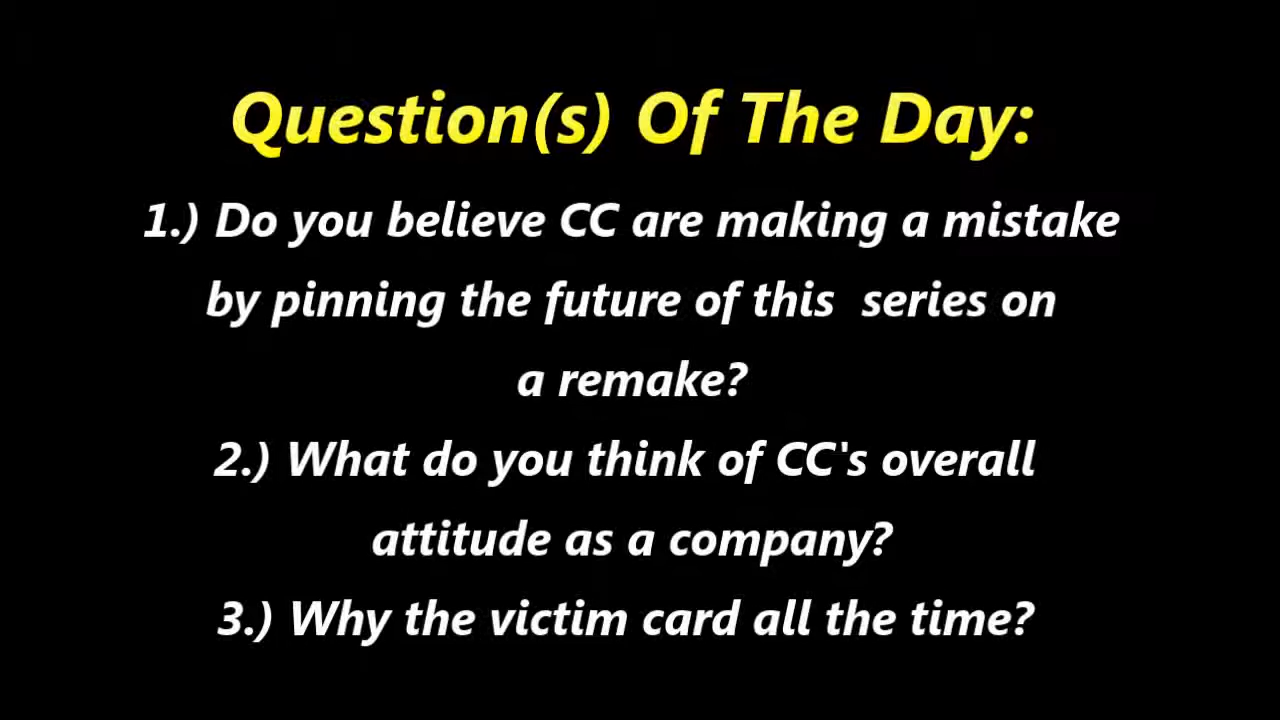 Question(s) Of The Day:
1.) Do you believe CC are making a mistake
by pinning the future of this  series on
a remake?
2.) What do you think of CC's overall
attitude as a company?
3.) Why the victim card all the time?